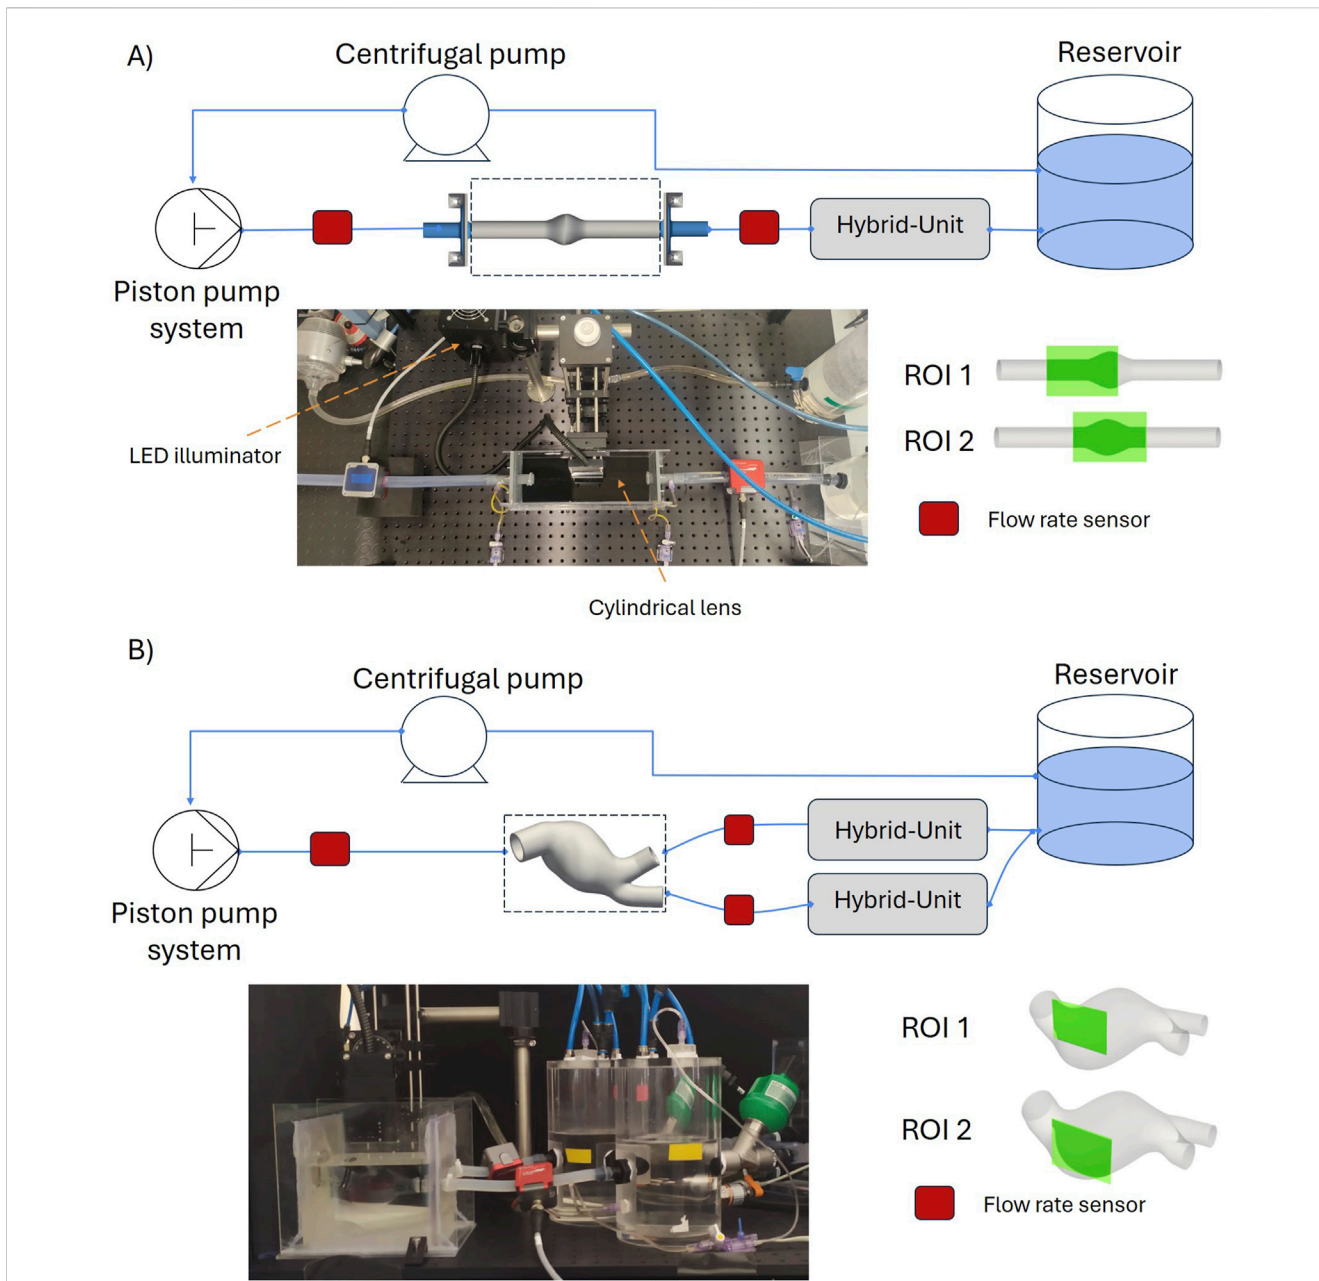 A)
Centrifugal pump
Reservoir
Hybrid-Unit
Piston pump
system
LED illuminator
ROI 1
ROI 2
Flow rate sensor
Cylindrical lens
B)
Centrifugal pump
Reservoir
Hybrid-Unit
Hybrid-Unit
Piston pump
system
ROI 1
ROI 2
Flow rate sensor